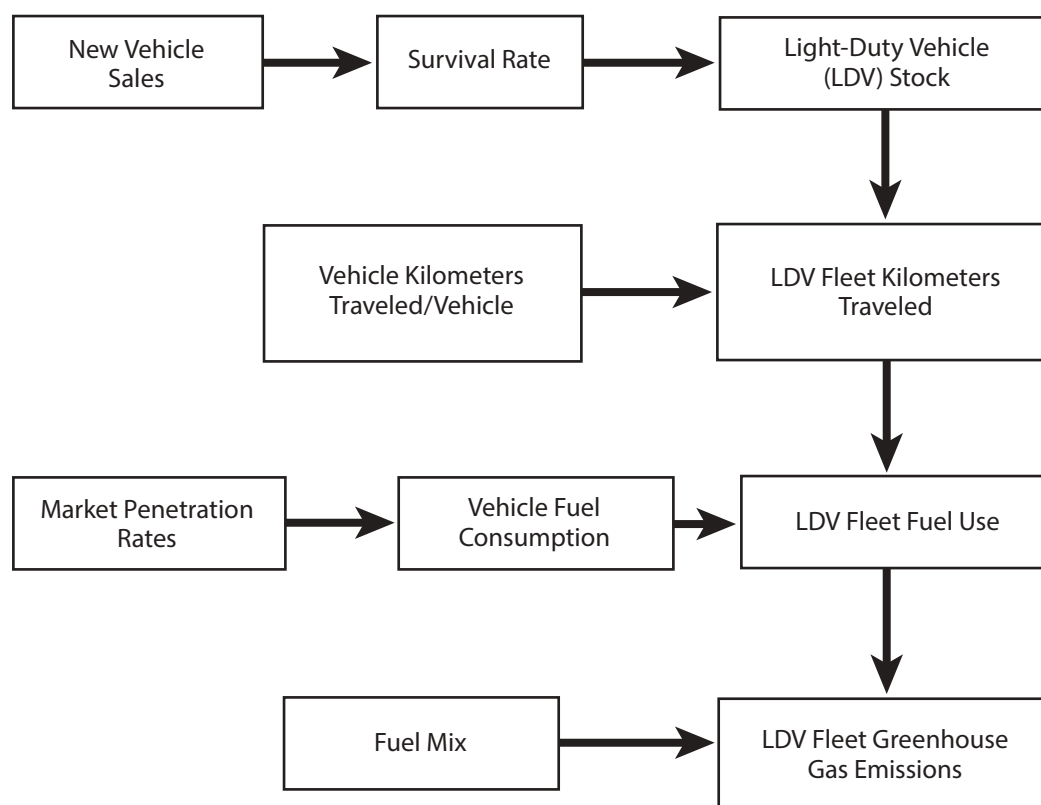 New Vehicle
Sales
Survival Rate
Light-Duty Vehicle
(LDV) Stock
Vehicle Kilometers
Traveled/Vehicle
LDV Fleet Kilometers
Traveled
Market Penetration
Rates
Vehicle Fuel
Consumption
LDV Fleet Fuel Use
Fuel Mix
LDV Fleet Greenhouse
Gas Emissions